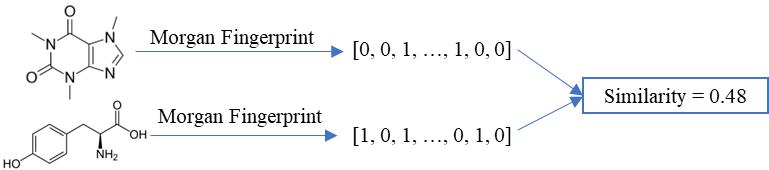 O
N
N
O
N
N
Morgan Fingerprint
[0, 0, 1, …, 1, 0, 0]
Similarity = 0.48
O
OH
NH₂
HO
Morgan Fingerprint
[1, 0, 1, …, 0, 1, 0]